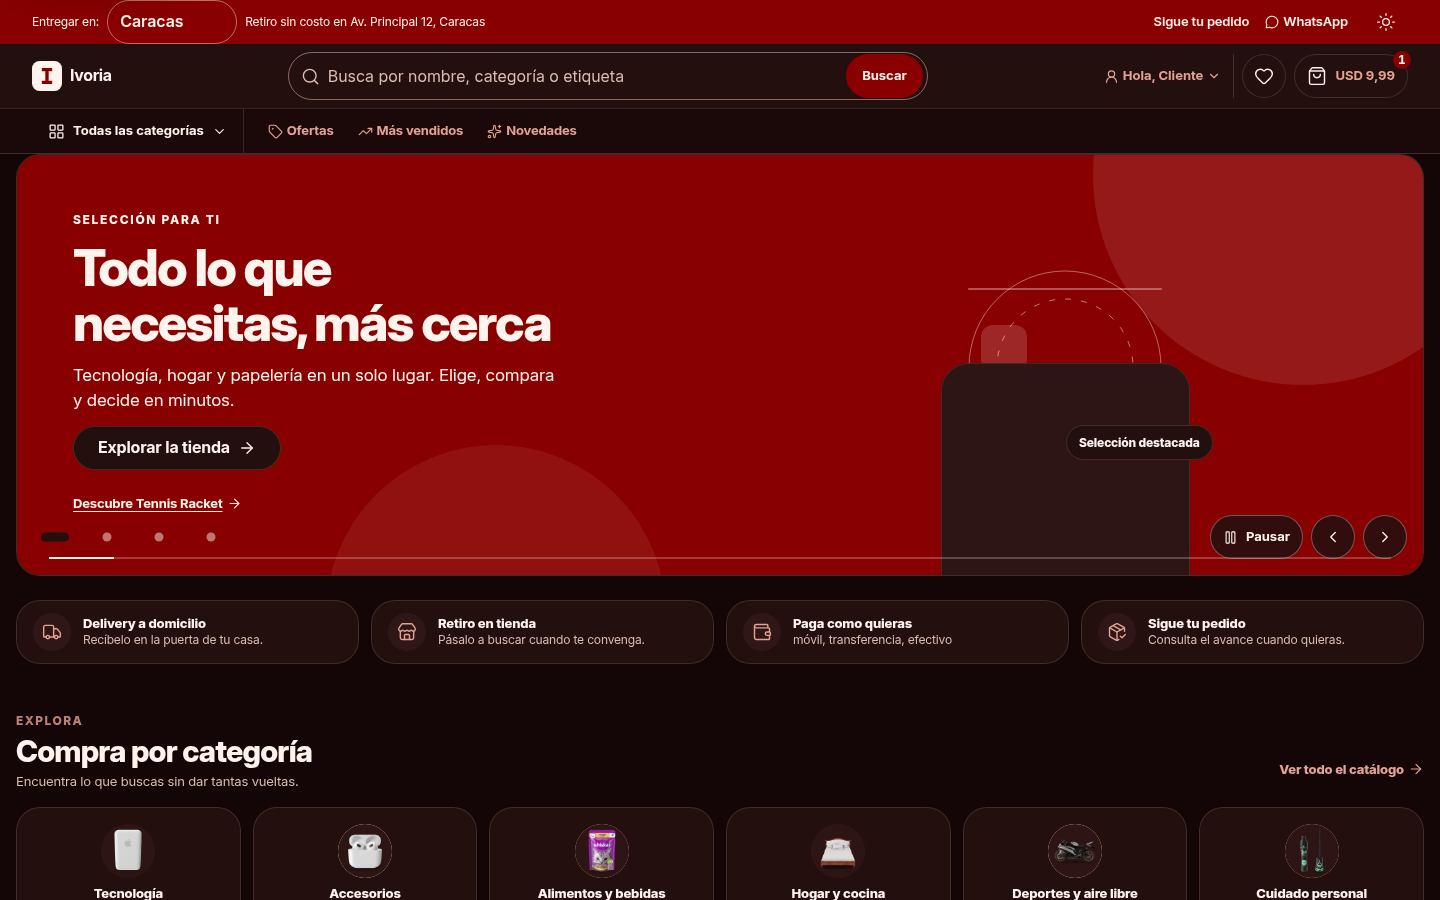 Entregar en:
Caracas
Retiro sin costo en Av. Principal 12, Caracas
Sigue tu pedido
WhatsApp
I
Ivoria
Busca por nombre, categoría o etiqueta
Buscar
Hola, Cliente
USD 9,99
1
Todas las categorías
Ofertas
Más vendidos
Novedades
SELECCIÓN PARA TI
Todo lo que
necesitas, más cerca
Tecnología, hogar y papelería en un solo lugar. Elige, compara
y decide en minutos.
Explorar la tienda
Descubre Tennis Racket
Selección destacada
Pausar
Delivery a domicilio
Recíbelo en la puerta de tu casa.
Retiro en tienda
Pásalo a buscar cuando te convenga.
Paga como quieras
móvil, transferencia, efectivo
Sigue tu pedido
Consulta el avance cuando quieras.
EXPLORA
Compra por categoría
Encuentra lo que buscas sin dar tantas vueltas.
Ver todo el catálogo
Tecnología
Accesorios
Alimentos y bebidas
Hogar y cocina
Deportes y aire libre
Cuidado personal